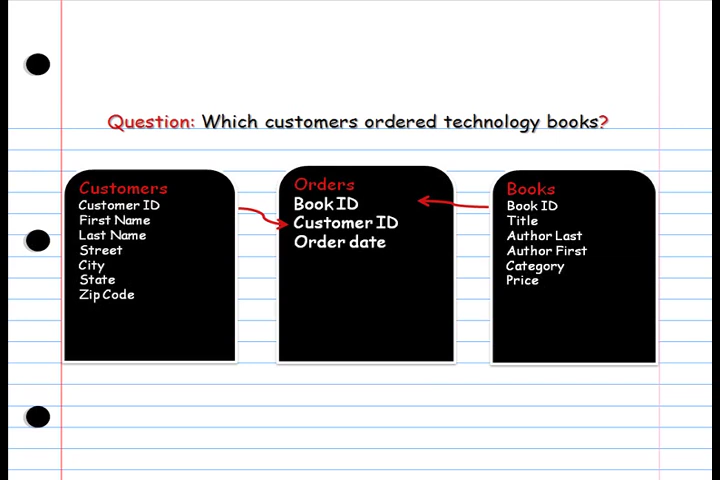 Question: Which customers ordered technology books?
Customers
Customer ID
First Name
Last Name
Street
City
State
Zip Code
Orders
Book ID
Customer ID
Order date
Books
Book ID
Title
Author Last
Author First
Category
Price